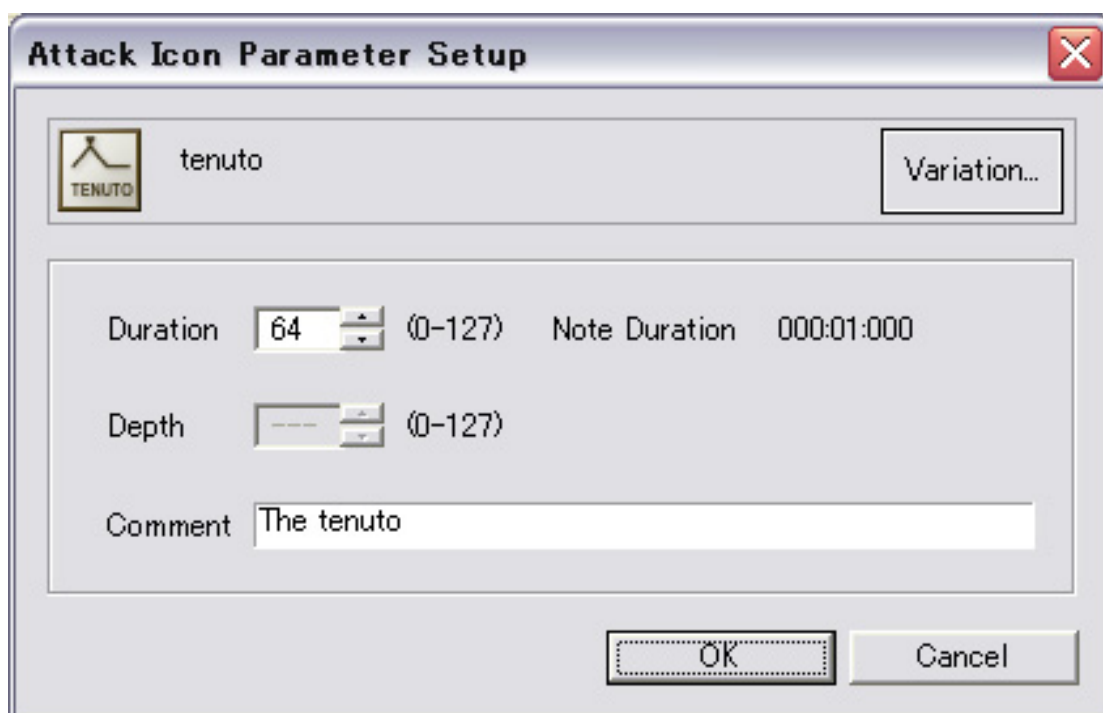 Attack Icon Parameter Setup
TENUTO
tenuto
Variation...
Duration 64 (0-127) Note Duration 000:01:000
Depth --- (0-127)
Comment The tenuto
OK Cancel